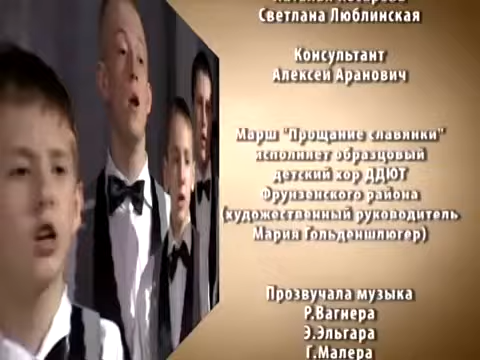 Светлана Люблинская
Консультант
Алексей Аранович
Марш "Прощание славянки"
исполняет образцовый
детский хор ДДЮТ
Фрунзенского района
(художественный руководитель
Мария Гольденшлюгер)
Прозвучала музыка
Р.Вагнера
Э.Эльгара
Г.Малера